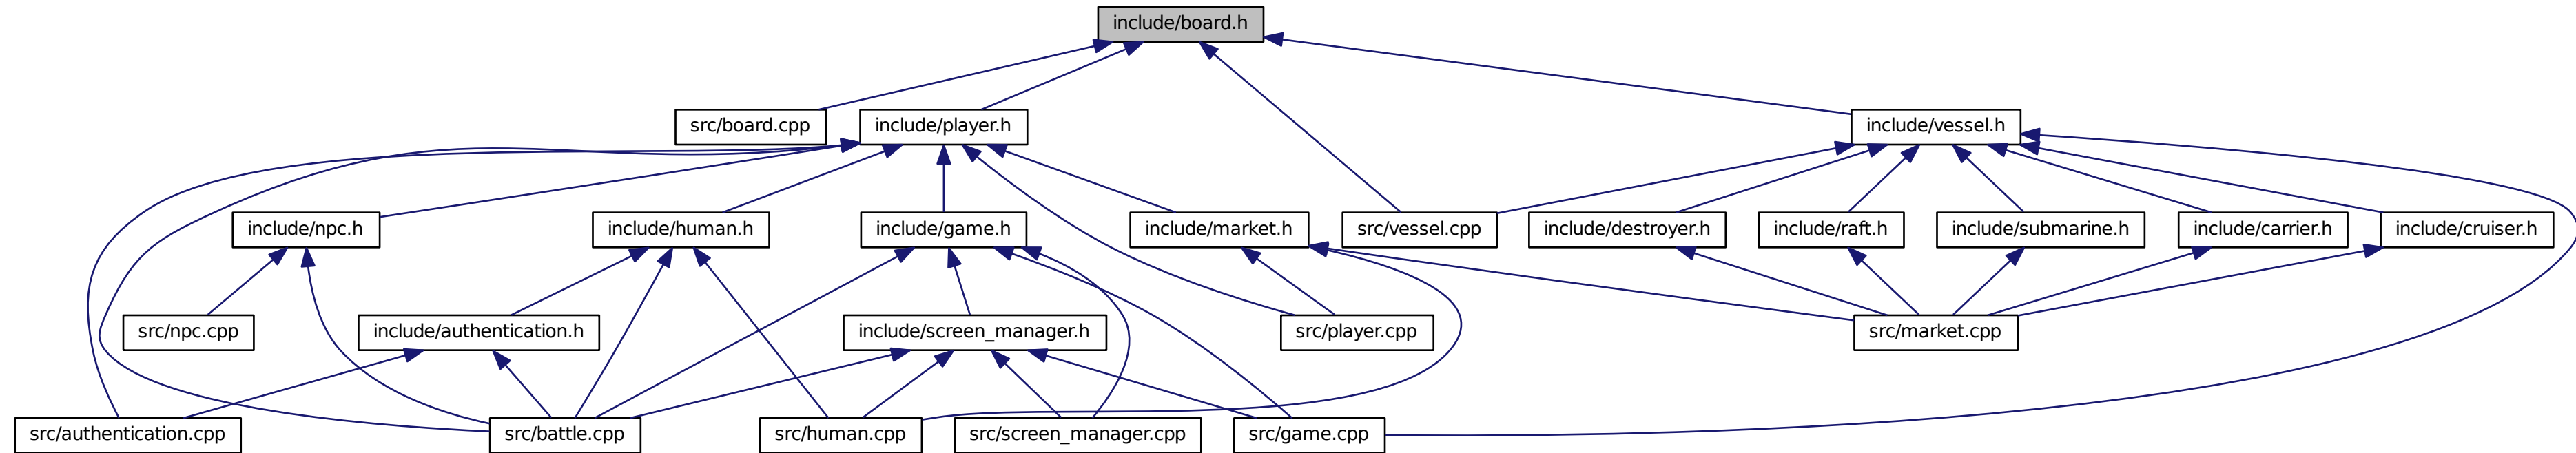 include/board.h
src/board.cpp
include/player.h
include/vessel.h
include/npc.h
include/human.h
include/game.h
include/market.h
src/vessel.cpp
include/destroyer.h
include/raft.h
include/submarine.h
include/carrier.h
include/cruiser.h
src/npc.cpp
include/authentication.h
include/screen_manager.h
src/player.cpp
src/market.cpp
src/authentication.cpp
src/battle.cpp
src/human.cpp
src/screen_manager.cpp
src/game.cpp